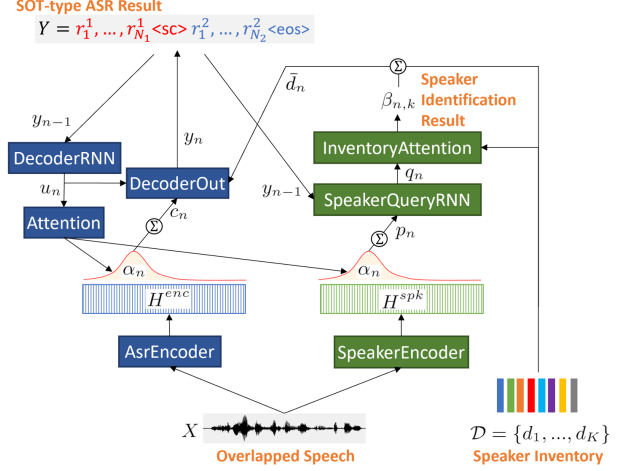 SOT-type ASR Result
Y = r_1^1, ..., r_{N_1}^1 <sc> r_1^2, ..., r_{N_2}^2 <eos>
Σ
d̄_n
Speaker
Identification
Result
β_{n,k}
y_{n-1}
y_n
DecoderRNN
InventoryAttention
u_n
DecoderOut
y_{n-1}
q_n
SpeakerQueryRNN
Attention
c_n
Σ
p_n
Σ
α_n
α_n
H^{enc}
H^{spk}
AsrEncoder
SpeakerEncoder
X
Overlapped Speech
𝒟 = {d_1, ..., d_K}
Speaker Inventory